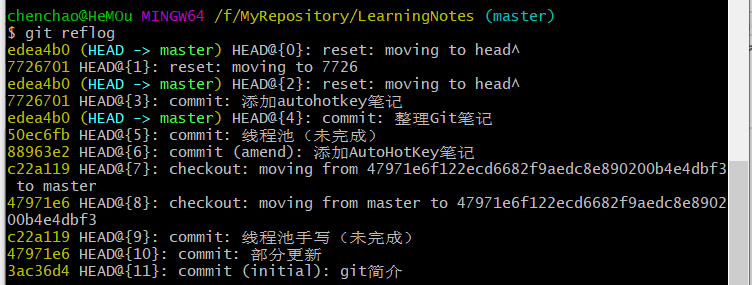 chenchao@HeMOu MINGW64 /f/MyRepository/LearningNotes (master)
$ git reflog
edea4b0 (HEAD -> master) HEAD@{0}: reset: moving to head^
7726701 HEAD@{1}: reset: moving to 7726
edea4b0 (HEAD -> master) HEAD@{2}: reset: moving to head^
7726701 HEAD@{3}: commit: 添加autohotkey笔记
edea4b0 (HEAD -> master) HEAD@{4}: commit: 整理Git笔记
50ec6fb HEAD@{5}: commit: 线程池（未完成）
88963e2 HEAD@{6}: commit (amend): 添加AutoHotKey笔记
c22a119 HEAD@{7}: checkout: moving from 47971e6f122ecd6682f9aedc8e890200b4e4dbf3
 to master
47971e6 HEAD@{8}: checkout: moving from master to 47971e6f122ecd6682f9aedc8e8902
00b4e4dbf3
c22a119 HEAD@{9}: commit: 线程池手写（未完成）
47971e6 HEAD@{10}: commit: 部分更新
3ac36d4 HEAD@{11}: commit (initial): git简介